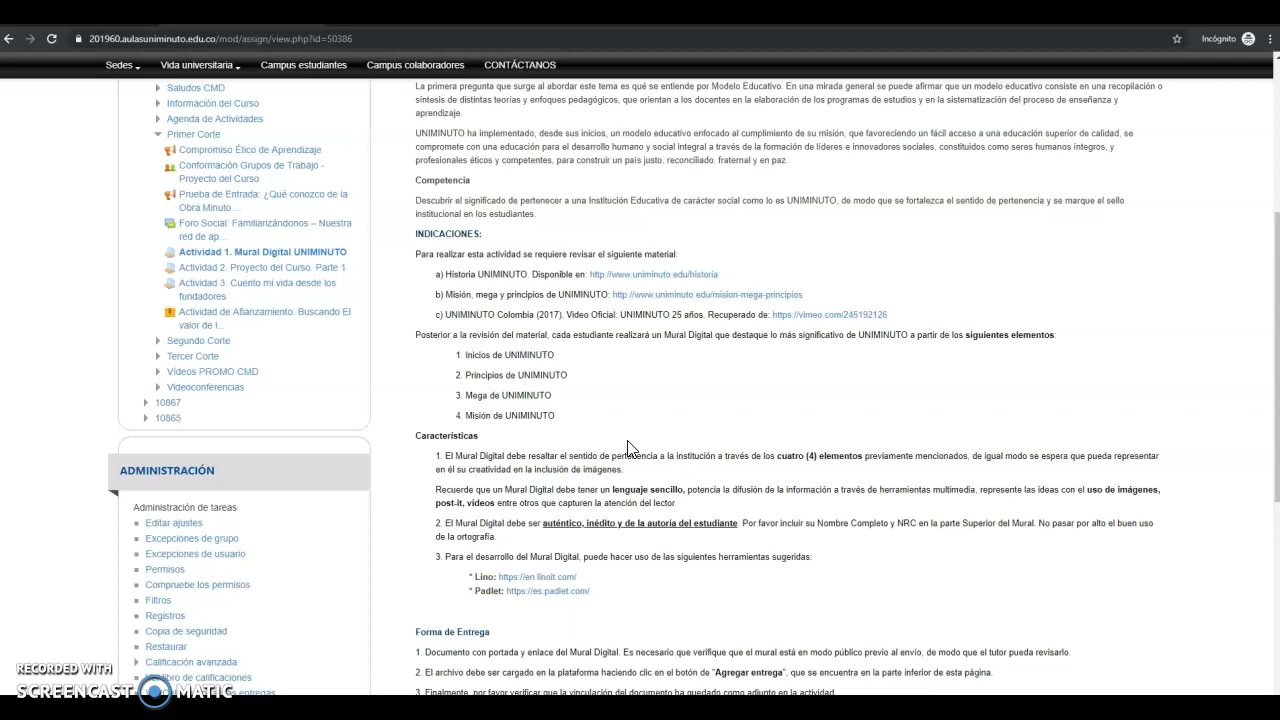 201960.aulasuniminuto.edu.co/mod/assign/view.php?id=50386
Incógnito
Sedes
Vida universitaria
Campus estudiantes
Campus colaboradores
CONTÁCTANOS
Saludos CMD
Información del Curso
Agenda de Actividades
Primer Corte
Compromiso Ético de Aprendizaje
Conformación Grupos de Trabajo -
Proyecto del Curso
Prueba de Entrada: ¿Qué conozco de la
Obra Minuto ...
Foro Social: Familiarizándonos – Nuestra
red de ap...
Actividad 1. Mural Digital UNIMINUTO
Actividad 2. Proyecto del Curso. Parte 1
Actividad 3. Cuento mi vida desde los
fundadores
Actividad de Afianzamiento: Buscando El
valor de l...
Segundo Corte
Tercer Corte
Vídeos PROMO CMD
Videoconferencias
10867
10865
ADMINISTRACIÓN
Administración de tareas
Editar ajustes
Excepciones de grupo
Excepciones de usuario
Permisos
Compruebe los permisos
Filtros
Registros
Copia de seguridad
Restaurar
Calificación avanzada
de calificaciones
entregas
La primera pregunta que surge al abordar este tema es qué se entiende por Modelo Educativo. En una mirada general se puede afirmar que un modelo educativo consiste en una recopilación o
síntesis de distintas teorías y enfoques pedagógicos, que orientan a los docentes en la elaboración de los programas de estudios y en la sistematización del proceso de enseñanza y
aprendizaje.
UNIMINUTO ha implementado, desde sus inicios, un modelo educativo enfocado al cumplimiento de su misión, que favoreciendo un fácil acceso a una educación superior de calidad, se
compromete con una educación para el desarrollo humano y social integral a través de la formación de líderes e innovadores sociales, constituidos como seres humanos íntegros, y
profesionales éticos y competentes, para construir un país justo, reconciliado, fraternal y en paz.
Competencia
Descubrir el significado de pertenecer a una Institución Educativa de carácter social como lo es UNIMINUTO, de modo que se fortalezca el sentido de pertenencia y se marque el sello
institucional en los estudiantes.
INDICACIONES:
Para realizar esta actividad se requiere revisar el siguiente material:
a) Historia UNIMINUTO. Disponible en: http://www.uniminuto.edu/historia
b) Misión, mega y principios de UNIMINUTO: http://www.uniminuto.edu/mision-mega-principios
c) UNIMINUTO Colombia (2017). Video Oficial: UNIMINUTO 25 años. Recuperado de: https://vimeo.com/245192126
Posterior a la revisión del material, cada estudiante realizará un Mural Digital que destaque lo más significativo de UNIMINUTO a partir de los siguientes elementos:
1. Inicios de UNIMINUTO
2. Principios de UNIMINUTO
3. Mega de UNIMINUTO
4. Misión de UNIMINUTO
Características
1. El Mural Digital debe resaltar el sentido de pertenencia a la institución a través de los cuatro (4) elementos previamente mencionados, de igual modo se espera que pueda representar
en él su creatividad en la inclusión de imágenes.
Recuerde que un Mural Digital debe tener un lenguaje sencillo, potencia la difusión de la información a través de herramientas multimedia, represente las ideas con el uso de imágenes,
post-it, vídeos entre otros que capturen la atención del lector.
2. El Mural Digital debe ser auténtico, inédito y de la autoría del estudiante. Por favor incluir su Nombre Completo y NRC en la parte Superior del Mural. No pasar por alto el buen uso
de la ortografía.
3. Para el desarrollo del Mural Digital, puede hacer uso de las siguientes herramientas sugeridas:
* Lino: https://en.linoit.com/
* Padlet: https://es.padlet.com/
Forma de Entrega
1. Documento con portada y enlace del Mural Digital. Es necesario que verifique que el mural está en modo público previo al envío, de modo que el tutor pueda revisarlo.
2. El archivo debe ser cargado en la plataforma haciendo clic en el botón de "Agregar entrega", que se encuentra en la parte inferior de esta página.
3. Finalmente, por favor verificar que la vinculación del documento ha quedado como adjunto en la actividad.
RECORDED WITH
SCREENCAST MATIC